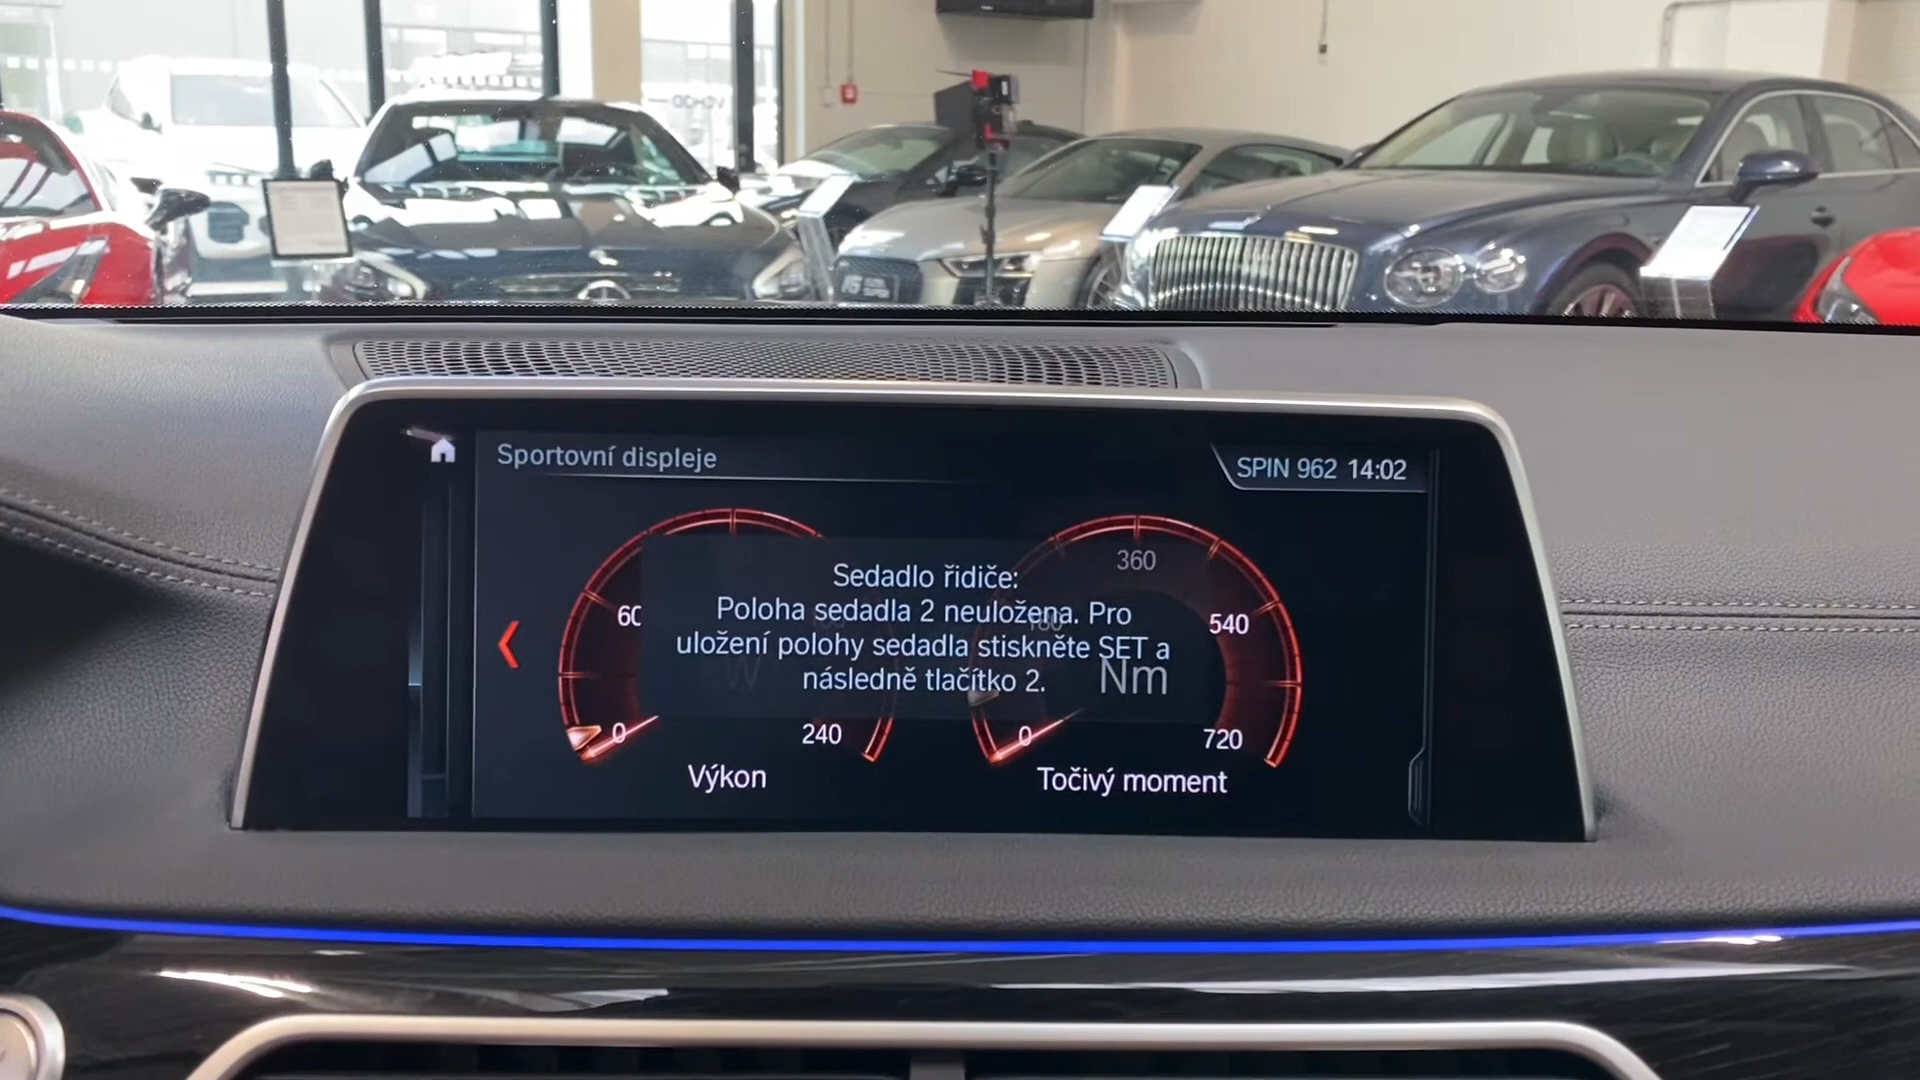 Sportovní displeje
SPIN 962 14:02
Sedadlo řidiče:
Poloha sedadla 2 neuložena. Pro
uložení polohy sedadla stiskněte SET a
následně tlačítko 2.
60
0
240
Výkon
360
180
540
Nm
0
720
Točivý moment